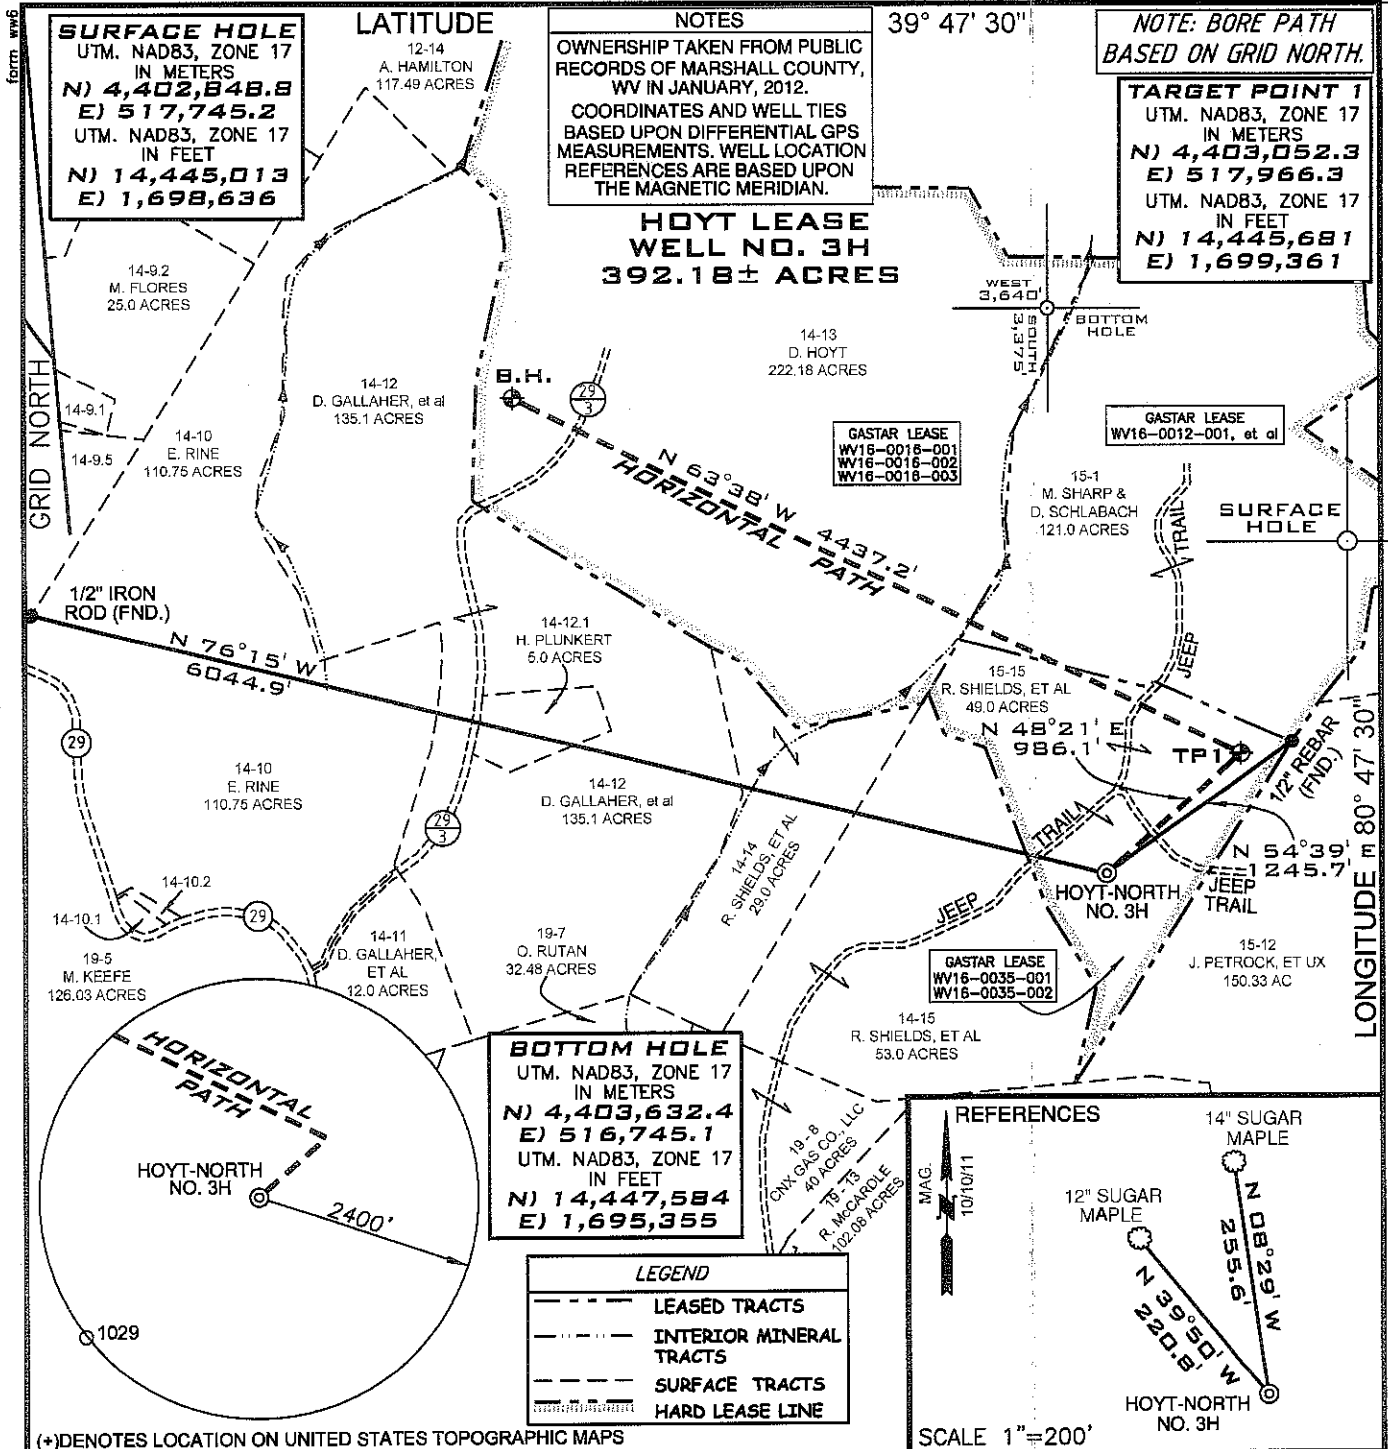 form ww6
SURFACE HOLE
UTM. NAD83, ZONE 17
IN METERS
N) 4,402,848.8
E) 517,745.2
UTM. NAD83, ZONE 17
IN FEET
N) 14,445,013
E) 1,698,636
LATITUDE
39° 47' 30"
12-14
A. HAMILTON
117.49 ACRES
NOTES
OWNERSHIP TAKEN FROM PUBLIC
RECORDS OF MARSHALL COUNTY,
WV IN JANUARY, 2012.
COORDINATES AND WELL TIES
BASED UPON DIFFERENTIAL GPS
MEASUREMENTS. WELL LOCATION
REFERENCES ARE BASED UPON
THE MAGNETIC MERIDIAN.
NOTE: BORE PATH
BASED ON GRID NORTH.
TARGET POINT 1
UTM. NAD83, ZONE 17
IN METERS
N) 4,403,052.3
E) 517,966.3
UTM. NAD83, ZONE 17
IN FEET
N) 14,445,681
E) 1,699,361
HOYT LEASE
WELL NO. 3H
392.18± ACRES
14-9.2
M. FLORES
25.0 ACRES
WEST
3,640'
SOUTH
3,375'
BOTTOM
HOLE
14-13
D. HOYT
222.18 ACRES
GRID NORTH
14-9.1
14-9.5
14-10
E. RINE
110.75 ACRES
14-12
D. GALLAHER, et al
135.1 ACRES
B.H.
29
3
GASTAR LEASE
WV16-0016-001
WV16-0016-002
WV16-0016-003
GASTAR LEASE
WV16-0012-001, et al
15-1
M. SHARP &
D. SCHLABACH
121.0 ACRES
SURFACE
HOLE
N 63°38' W 4437.2'
HORIZONTAL PATH
JEEP TRAIL
1/2" IRON
ROD (FND.)
N 76°15' W
6044.9'
14-12.1
H. PLUNKERT
5.0 ACRES
15-15
R. SHIELDS, ET AL
49.0 ACRES
N 48°21' E
986.1'
TP1
1/2" REBAR
(FND.)
LONGITUDE 80° 47' 30"
29
14-10
E. RINE
110.75 ACRES
14-12
D. GALLAHER, et al
135.1 ACRES
29
3
14-14
R. SHIELDS, ET AL
29.0 ACRES
JEEP TRAIL
HOYT-NORTH
NO. 3H
N 54°39' E
1245.7'
JEEP
TRAIL
14-10.2
14-10.1
29
19-5
M. KEEFE
126.03 ACRES
14-11
D. GALLAHER,
ET AL
12.0 ACRES
19-7
O. RUTAN
32.48 ACRES
GASTAR LEASE
WV16-0035-001
WV16-0035-002
15-12
J. PETROCK, ET UX
150.33 AC
14-15
R. SHIELDS, ET AL
53.0 ACRES
HORIZONTAL
PATH
HOYT-NORTH
NO. 3H
2400'
1029
BOTTOM HOLE
UTM. NAD83, ZONE 17
IN METERS
N) 4,403,632.4
E) 516,745.1
UTM. NAD83, ZONE 17
IN FEET
N) 14,447,584
E) 1,695,355
19-8
CNX GAS CO., LLC
40 ACRES
19-13
R. McCARDLE
102.08 ACRES
LEGEND
LEASED TRACTS
INTERIOR MINERAL
TRACTS
SURFACE TRACTS
HARD LEASE LINE
REFERENCES
MAG. N
10/10/11
14" SUGAR
MAPLE
12" SUGAR
MAPLE
N 08°29' W
255.6'
N 39°50' W
220.8'
HOYT-NORTH
NO. 3H
SCALE 1"=200'
(+)DENOTES LOCATION ON UNITED STATES TOPOGRAPHIC MAPS